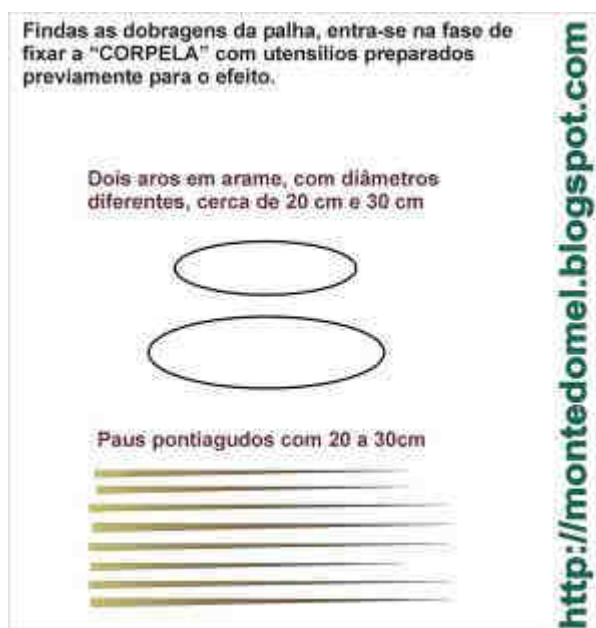 Findas as dobragens da palha, entra-se na fase de
fixar a “CORPELA” com utensílios preparados
previamente para o efeito.
Dois aros em arame, com diâmetros
diferentes, cerca de 20 cm e 30 cm
Paus pontiagudos com 20 a 30cm
http://montedomel.blogspot.com